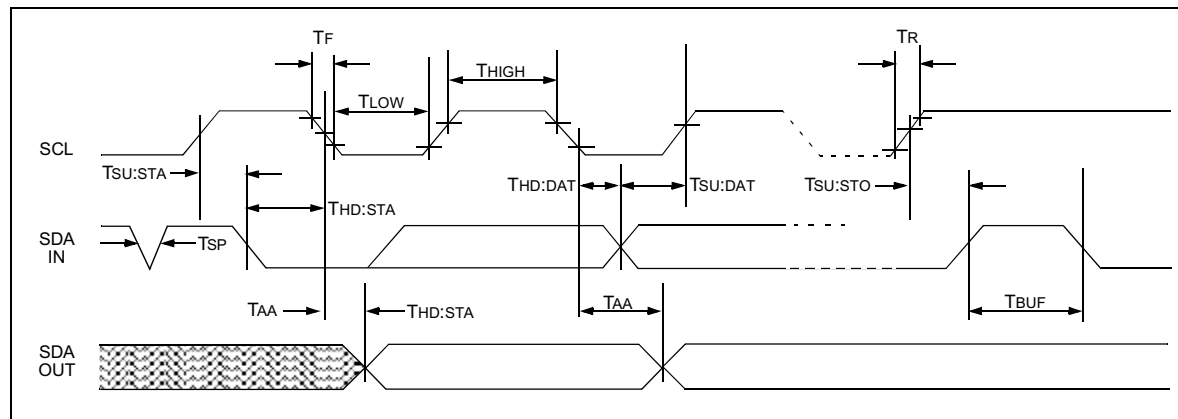 TF
TR
THIGH
TLOW
SCL
TSU:STA
THD:DAT
TSU:DAT
TSU:STO
THD:STA
SDA
IN
TSP
TAA
THD:STA
TAA
TBUF
SDA
OUT